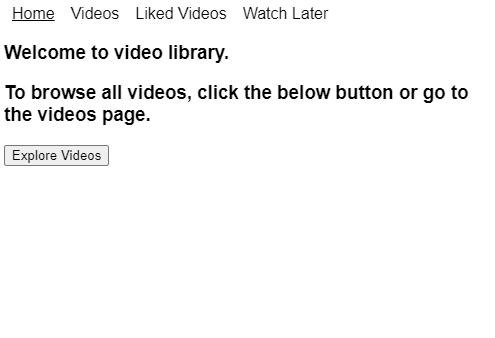 Home Videos Liked Videos Watch Later
Welcome to video library.
To browse all videos, click the below button or go to
the videos page.
Explore Videos